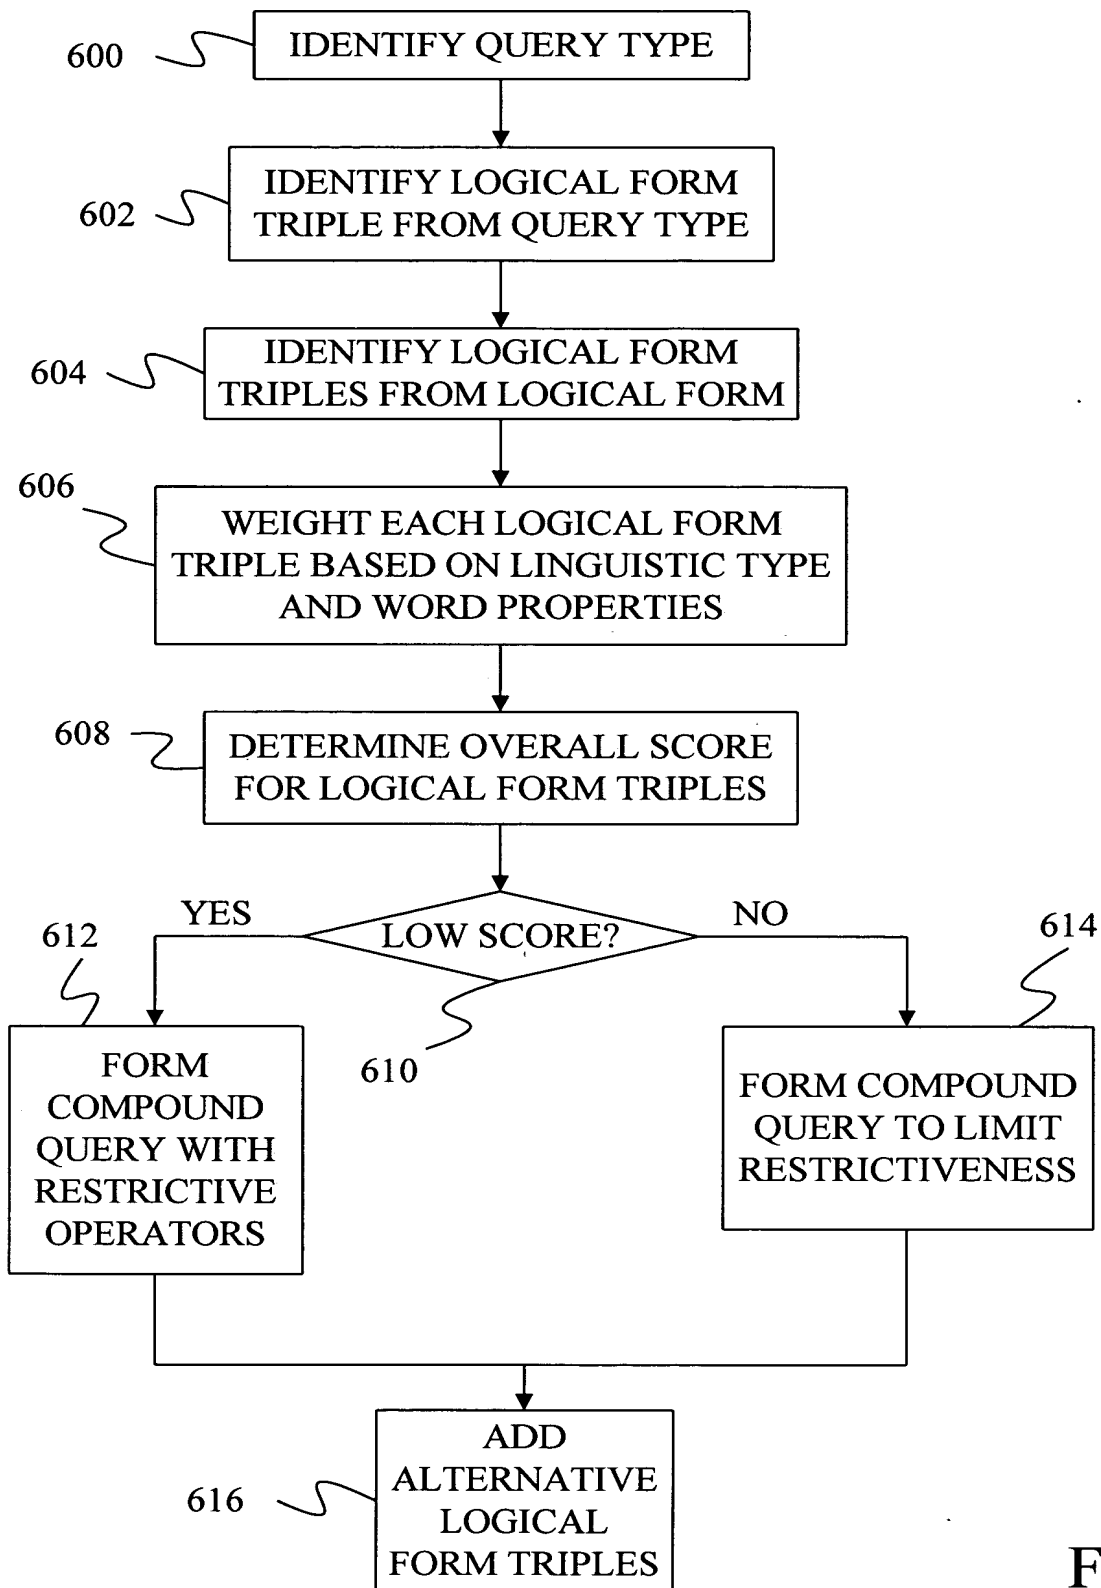 600
IDENTIFY QUERY TYPE
602
IDENTIFY LOGICAL FORM
TRIPLE FROM QUERY TYPE
604
IDENTIFY LOGICAL FORM
TRIPLES FROM LOGICAL FORM
606
WEIGHT EACH LOGICAL FORM
TRIPLE BASED ON LINGUISTIC TYPE
AND WORD PROPERTIES
608
DETERMINE OVERALL SCORE
FOR LOGICAL FORM TRIPLES
YES
LOW SCORE?
NO
612
610
614
FORM
COMPOUND
QUERY WITH
RESTRICTIVE
OPERATORS
FORM COMPOUND
QUERY TO LIMIT
RESTRICTIVENESS
616
ADD
ALTERNATIVE
LOGICAL
FORM TRIPLES
F